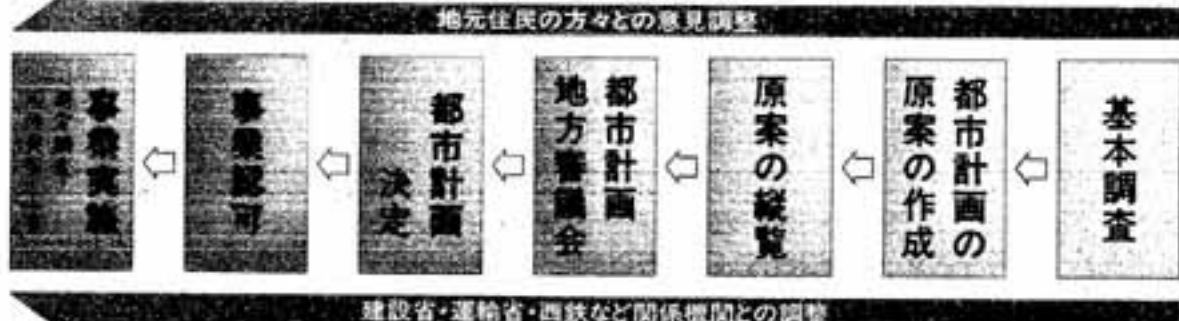 地元住民の方々との意見調整
基本調査
都市計画の
原案の作成
原案の縦覧
都市計画
地方審議会
都市計画
決定
事業認可
事業実施
建設省・運輸省・西鉄など関係機関との調整